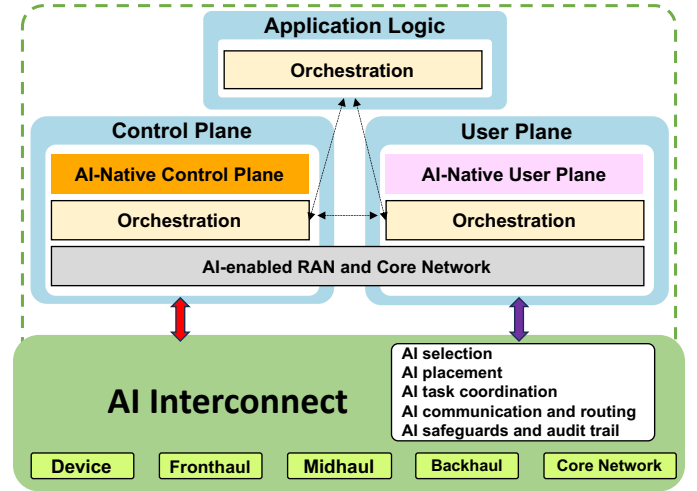 Application Logic
Orchestration
Control Plane
User Plane
AI-Native Control Plane
AI-Native User Plane
Orchestration
Orchestration
AI-enabled RAN and Core Network
AI Interconnect
AI selection
AI placement
AI task coordination
AI communication and routing
AI safeguards and audit trail
Device
Fronthaul
Midhaul
Backhaul
Core Network